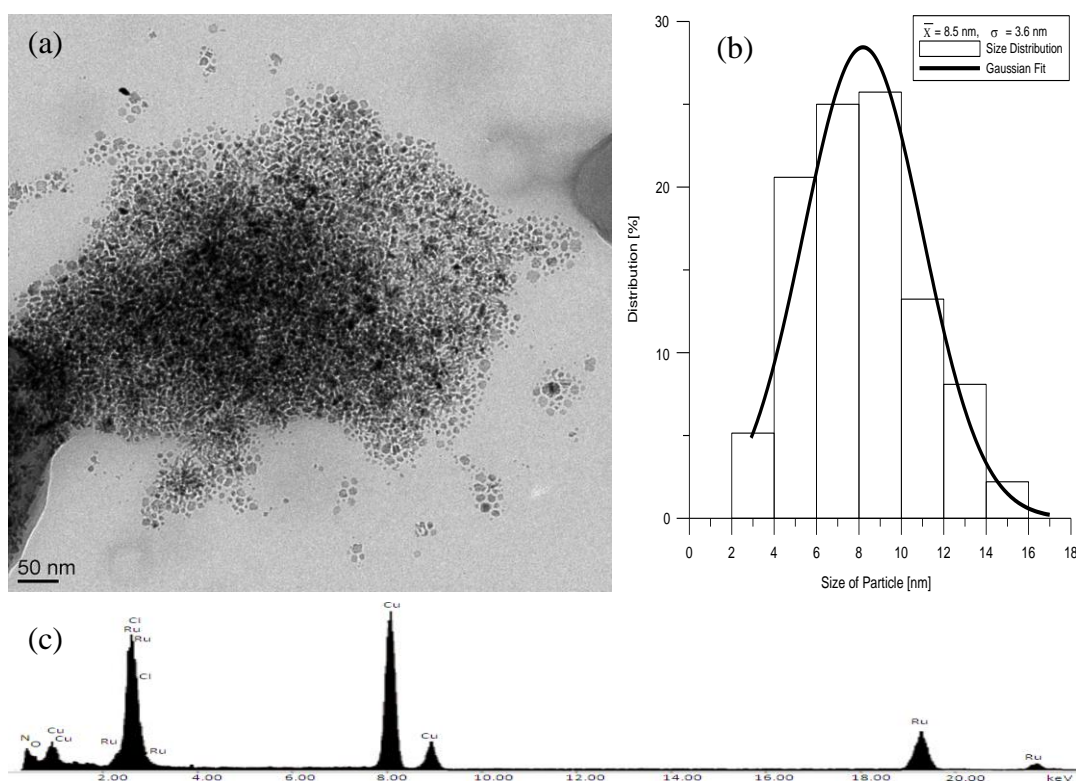 (a)
50 nm
(b)
x̄ = 8.5 nm, σ = 3.6 nm
Size Distribution
Gaussian Fit
Distribution [%]
30
20
10
0
0 2 4 6 8 10 12 14 16 18
Size of Particle [nm]
(c)
Cu
Cl
Ru
Ru
Cl
Ru
Ru
N
O
Cu
Cu
Cu
Ru
Ru
2.00 4.00 6.00 8.00 10.00 12.00 14.00 16.00 18.00 20.00 keV